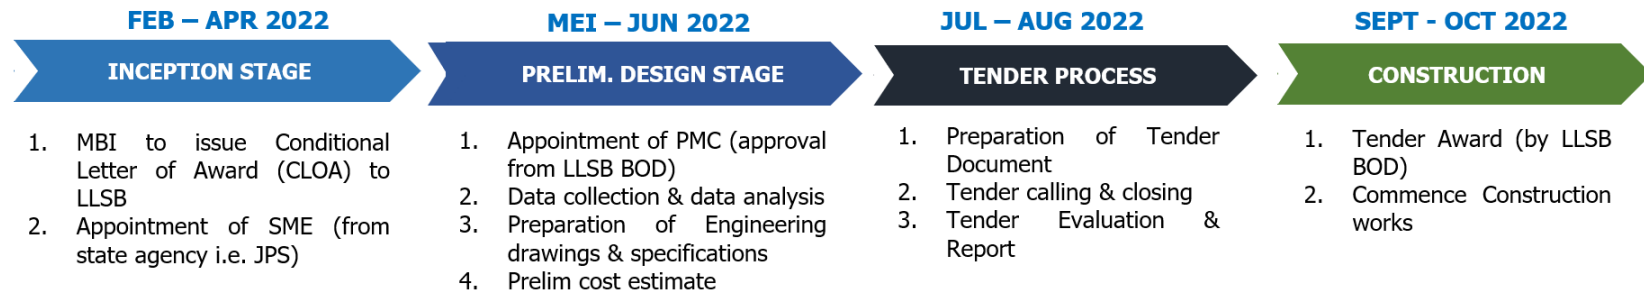 FEB – APR 2022
INCEPTION STAGE
1. MBI to issue Conditional
Letter of Award (CLOA) to
LLSB
2. Appointment of SME (from
state agency i.e. JPS)
MEI – JUN 2022
PRELIM. DESIGN STAGE
1. Appointment of PMC (approval
from LLSB BOD)
2. Data collection & data analysis
3. Preparation of Engineering
drawings & specifications
4. Prelim cost estimate
JUL – AUG 2022
TENDER PROCESS
1. Preparation of Tender
Document
2. Tender calling & closing
3. Tender Evaluation &
Report
SEPT - OCT 2022
CONSTRUCTION
1. Tender Award (by LLSB
BOD)
2. Commence Construction
works